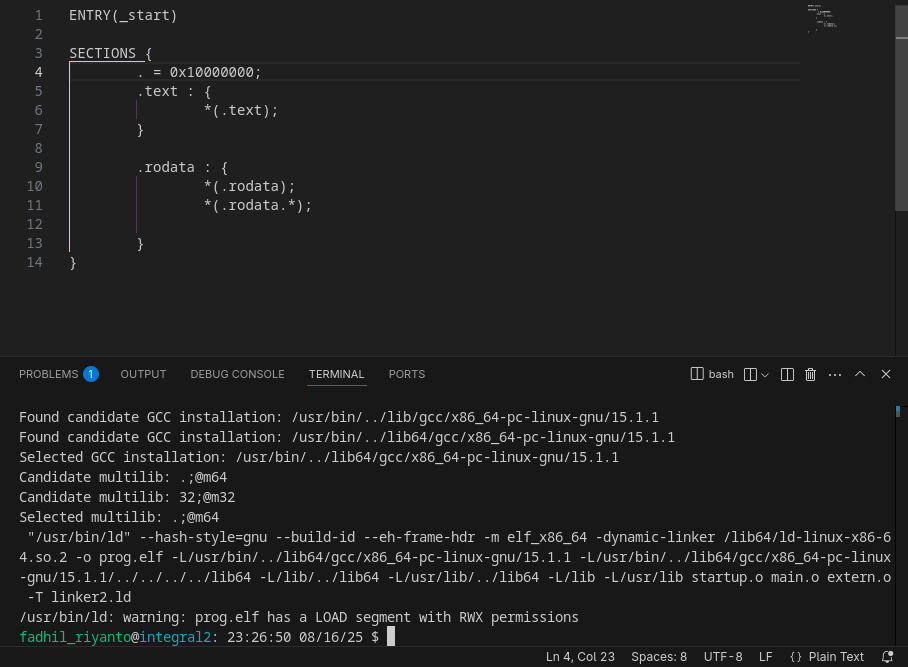 1 ENTRY(_start)
2
3 SECTIONS {
4         . = 0x10000000;
5         .text : {
6                 *(.text);
7         }
8
9         .rodata : {
10                 *(.rodata);
11                 *(.rodata.*);
12
13         }
14 }
PROBLEMS 1 OUTPUT DEBUG CONSOLE TERMINAL PORTS bash
Found candidate GCC installation: /usr/bin/../lib/gcc/x86_64-pc-linux-gnu/15.1.1
Found candidate GCC installation: /usr/bin/../lib64/gcc/x86_64-pc-linux-gnu/15.1.1
Selected GCC installation: /usr/bin/../lib64/gcc/x86_64-pc-linux-gnu/15.1.1
Candidate multilib: .;@m64
Candidate multilib: 32;@m32
Selected multilib: .;@m64
 "/usr/bin/ld" --hash-style=gnu --build-id --eh-frame-hdr -m elf_x86_64 -dynamic-linker /lib64/ld-linux-x86-6
4.so.2 -o prog.elf -L/usr/bin/../lib64/gcc/x86_64-pc-linux-gnu/15.1.1 -L/usr/bin/../lib64/gcc/x86_64-pc-linux
-gnu/15.1.1/../../../../lib64 -L/lib/../lib64 -L/usr/lib/../lib64 -L/lib -L/usr/lib startup.o main.o extern.o
 -T linker2.ld
/usr/bin/ld: warning: prog.elf has a LOAD segment with RWX permissions
fadhil_riyanto@integral2: 23:26:50 08/16/25 $
Ln 4, Col 23 Spaces: 8 UTF-8 LF {} Plain Text